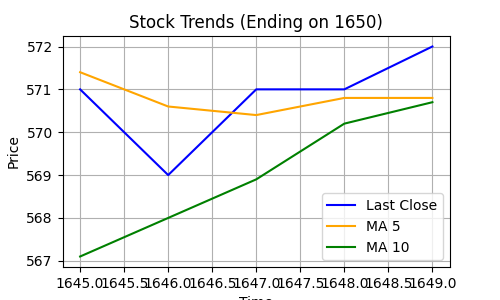 Stock Trends (Ending on 1650)
572
571
570
569
568
567
Price
Last Close
MA 5
MA 10
1645.0 1645.5 1646.0 1646.5 1647.0 1647.5 1648.0 1648.5 1649.0
Time